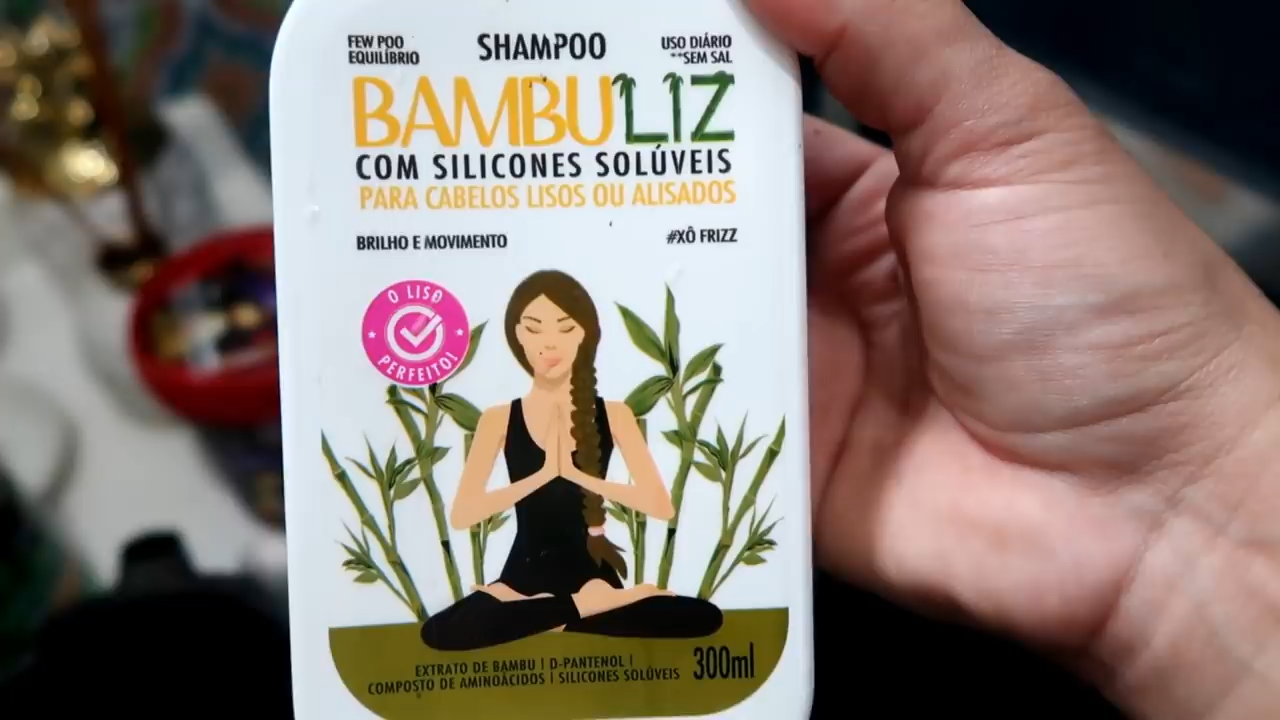 FEW POO
EQUILÍBRIO
SHAMPOO
USO DIÁRIO
**SEM SAL
BAMBULIZ
COM SILICONES SOLÚVEIS
PARA CABELOS LISOS OU ALISADOS
BRILHO E MOVIMENTO
#XÔ FRIZZ
O LISO
PERFEITO!
EXTRATO DE BAMBU | D-PANTENOL |
COMPOSTO DE AMINOÁCIDOS | SILICONES SOLÚVEIS
300ml